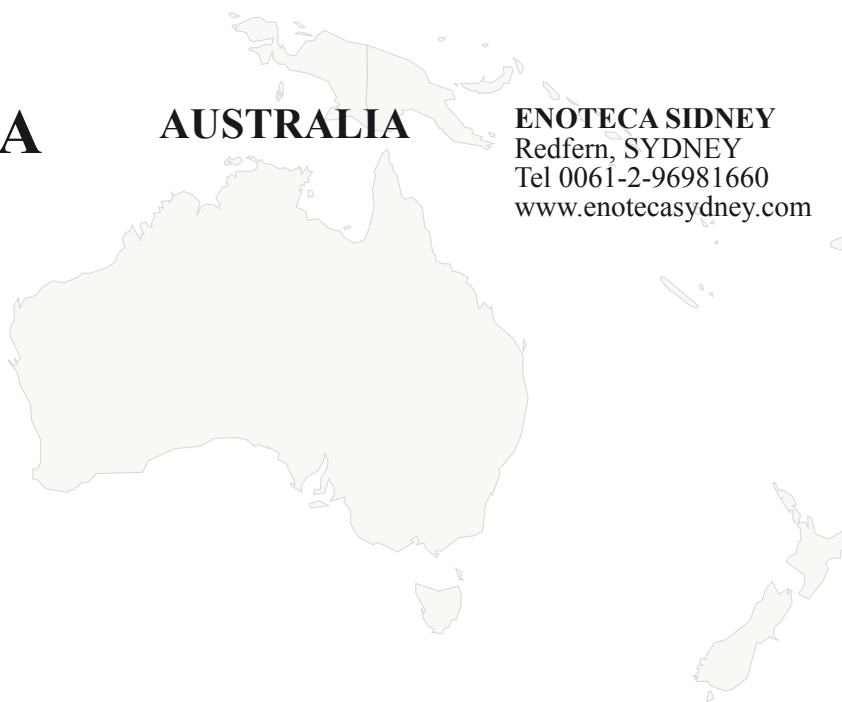 A
AUSTRALIA
ENOTECA SIDNEY
Redfern, SYDNEY
Tel 0061-2-96981660
www.enotecasydney.com